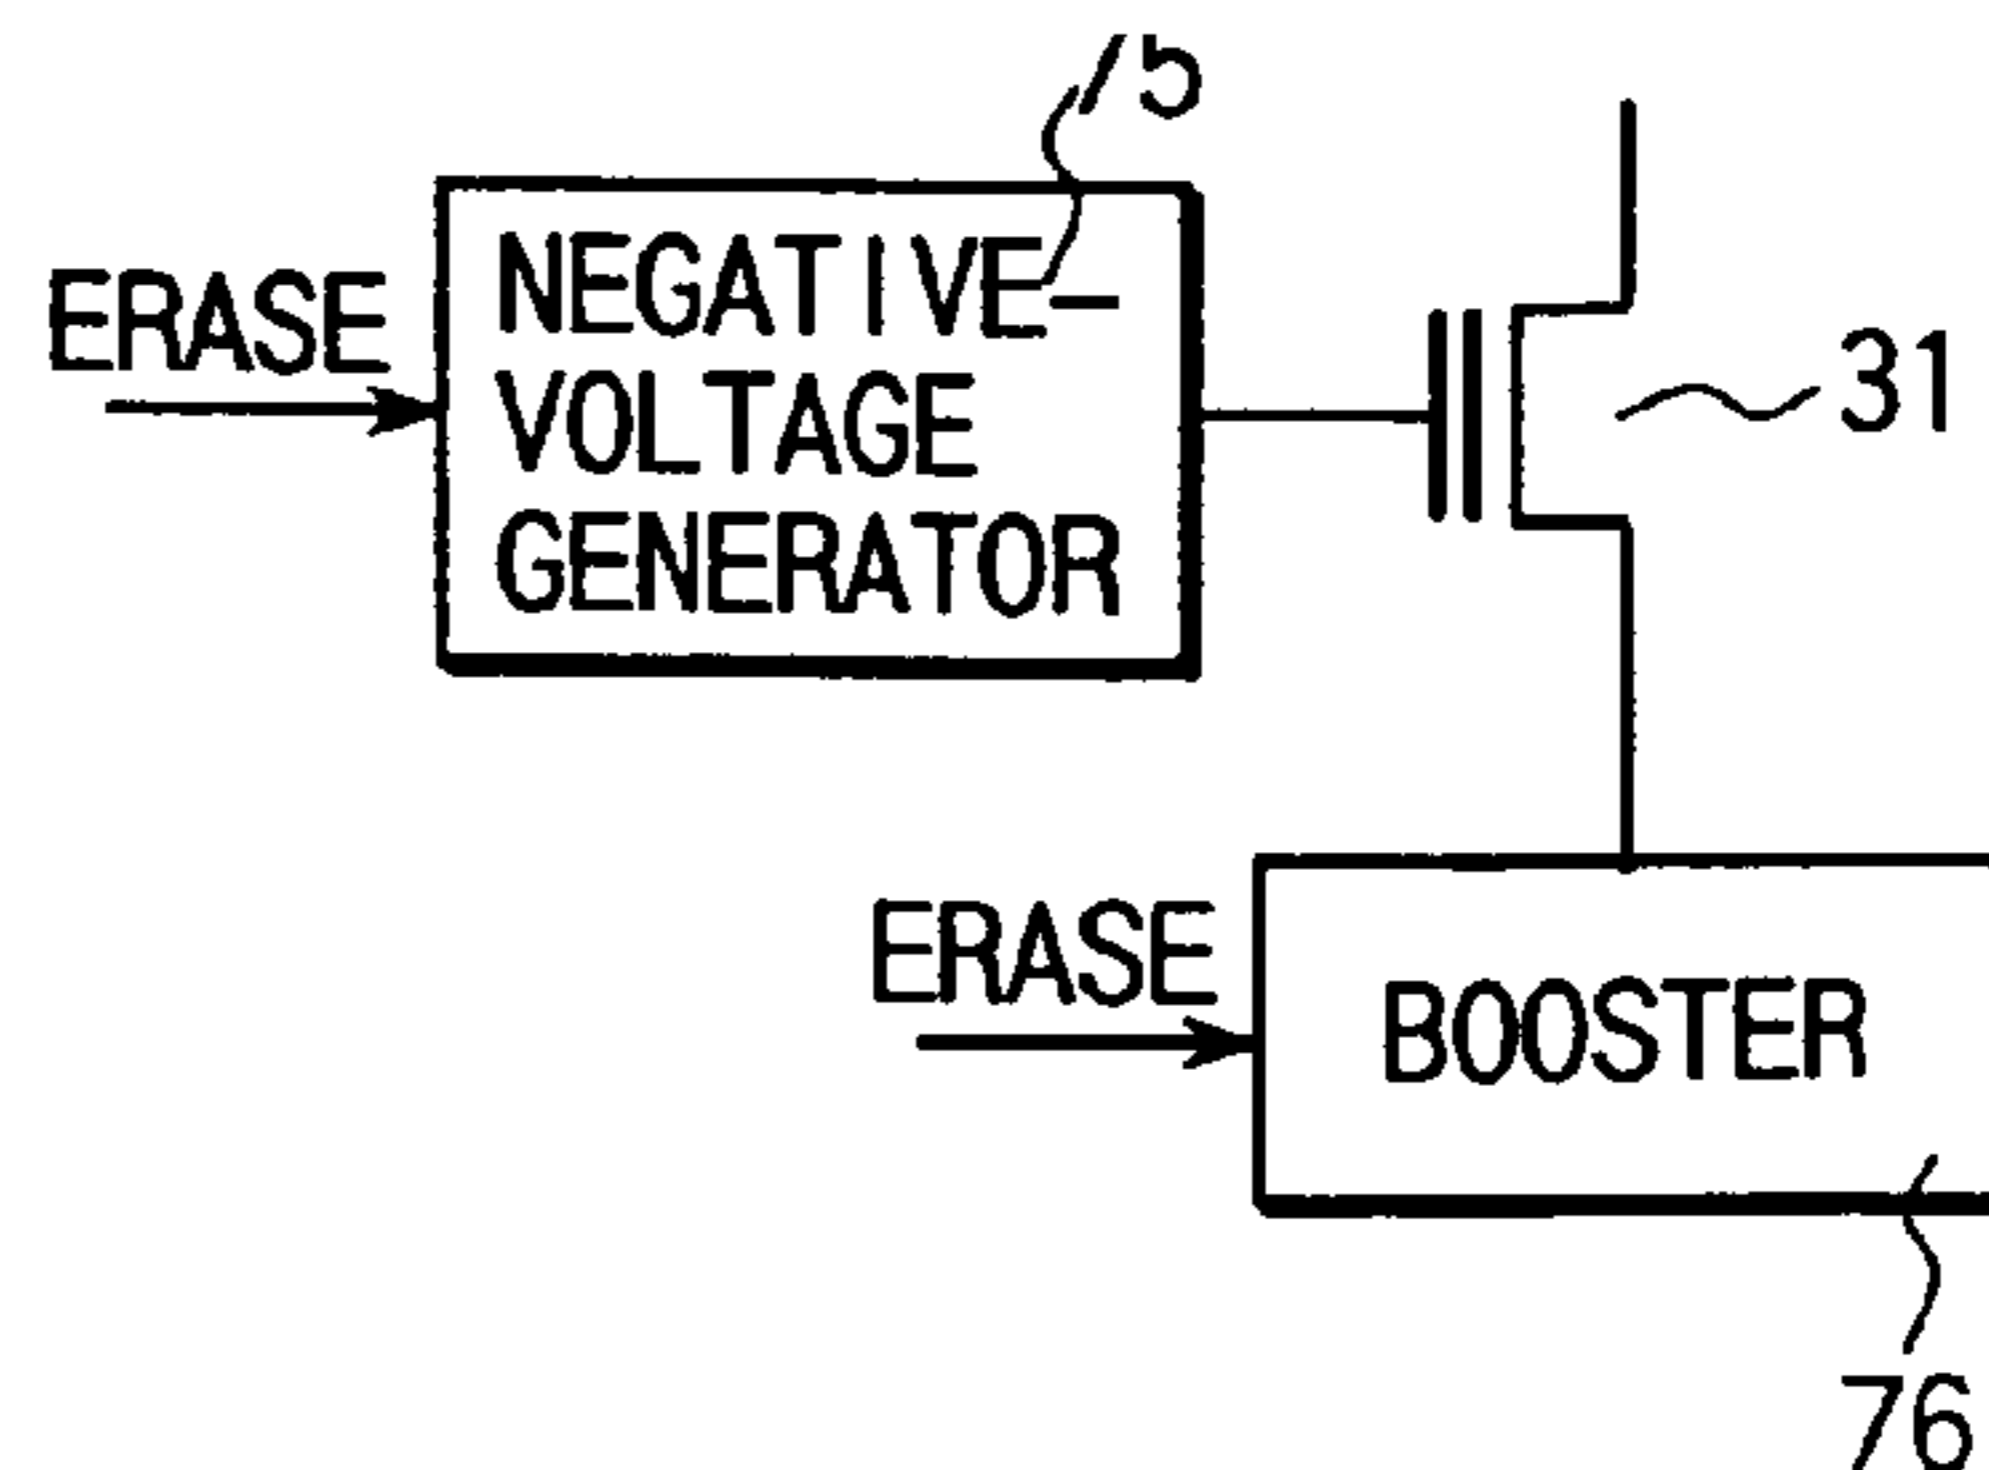 75
ERASE
NEGATIVE-
VOLTAGE
GENERATOR
31
ERASE
BOOSTER
76